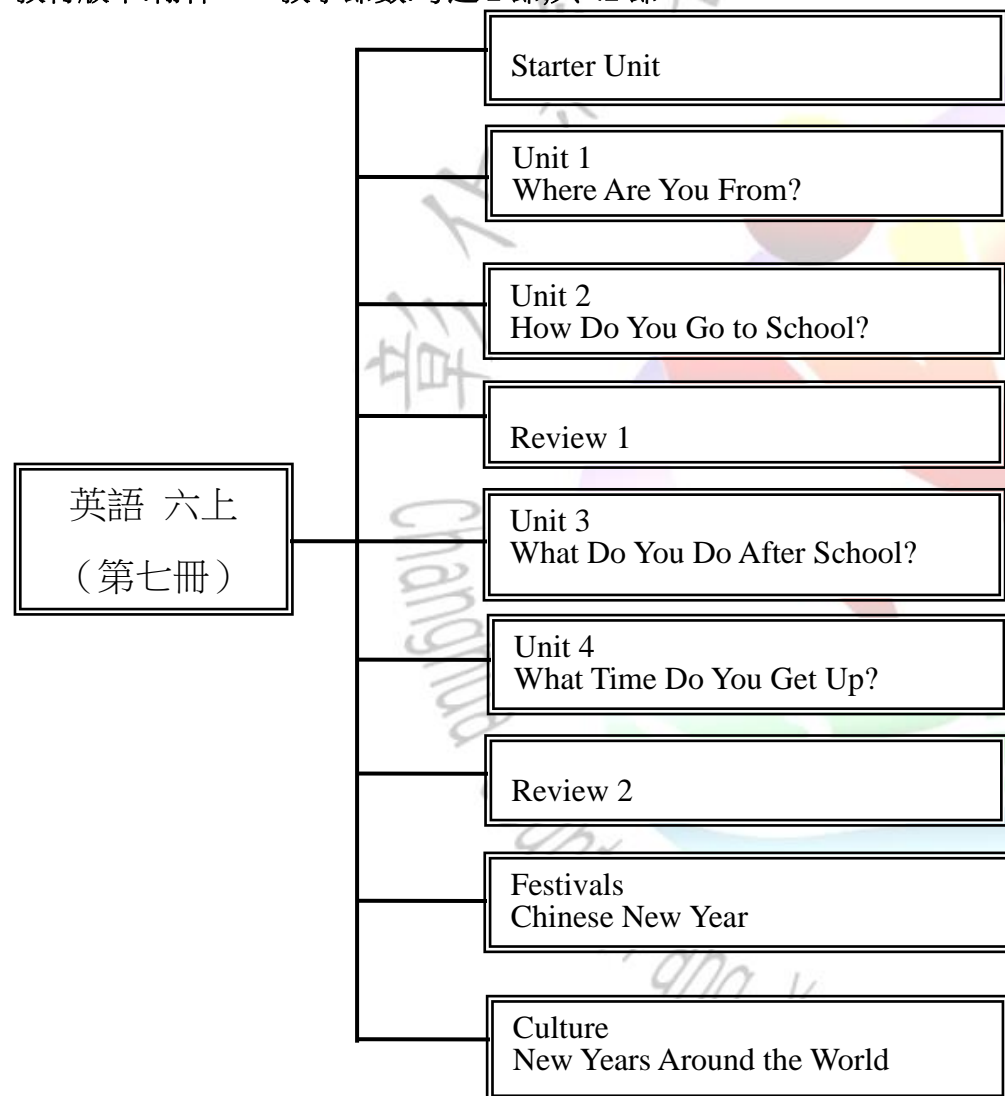 Starter Unit
Unit 1
Where Are You From?
Unit 2
How Do You Go to School?
Review 1
英語 六上
（第七冊）
Unit 3
What Do You Do After School?
Unit 4
What Time Do You Get Up?
Review 2
Festivals
Chinese New Year
Culture
New Years Around the World